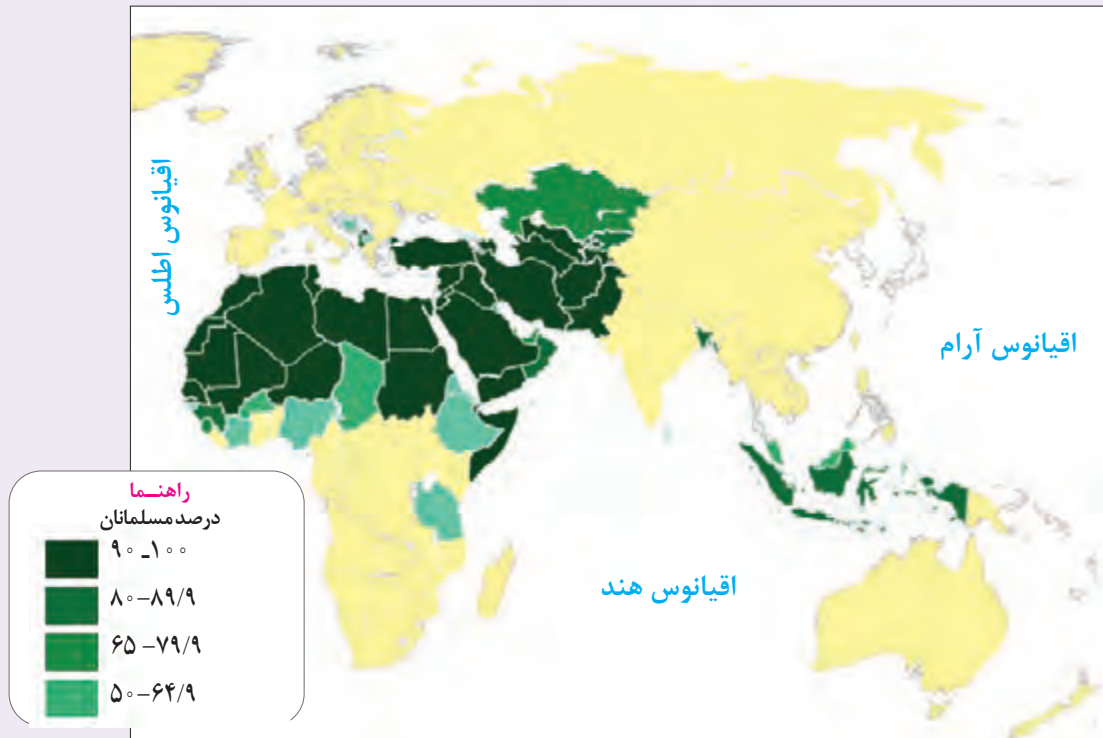 اقیانوس اطلس
اقیانوس آرام
اقیانوس هند
راهنـما
درصد مسلمانان
۹۰-۱۰۰
۸۰-۸۹/۹
۶۵-۷۹/۹
۵۰-۶۴/۹